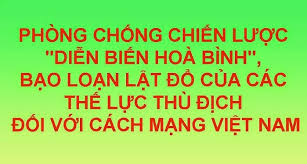 PHÒNG CHỐNG CHIẾN LƯỢC
"DIỄN BIẾN HOÀ BÌNH",
BẠO LOẠN LẬT ĐỔ CỦA CÁC
THẾ LỰC THÙ ĐỊCH
ĐỐI VỚI CÁCH MẠNG VIỆT NAM